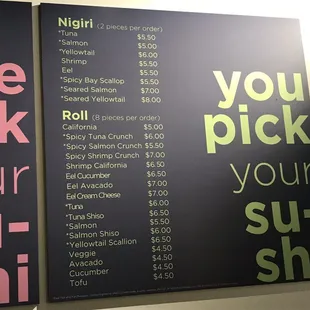 e
k
ur
u-
hi
Nigiri (2 pieces per order)
*Tuna $5.50
*Salmon $5.00
*Yellowtail $6.00
Shrimp $5.50
Eel $5.50
*Spicy Bay Scallop $5.50
*Seared Salmon $7.00
*Seared Yellowtail $8.00
Roll (8 pieces per order)
California $5.00
*Spicy Tuna Crunch $6.00
*Spicy Salmon Crunch $5.50
Spicy Shrimp Crunch $7.00
Shrimp California $6.50
Eel Cucumber $6.50
Eel Avacado $7.00
Eel Cream Cheese $7.00
*Tuna $6.50
*Tuna Shiso $6.50
*Salmon $5.50
*Salmon Shiso $6.00
*Yellowtail Scallion $6.50
Veggie $4.50
Avacado $4.50
Cucumber $4.50
Tofu $4.50
you
pick
your
su-
sh